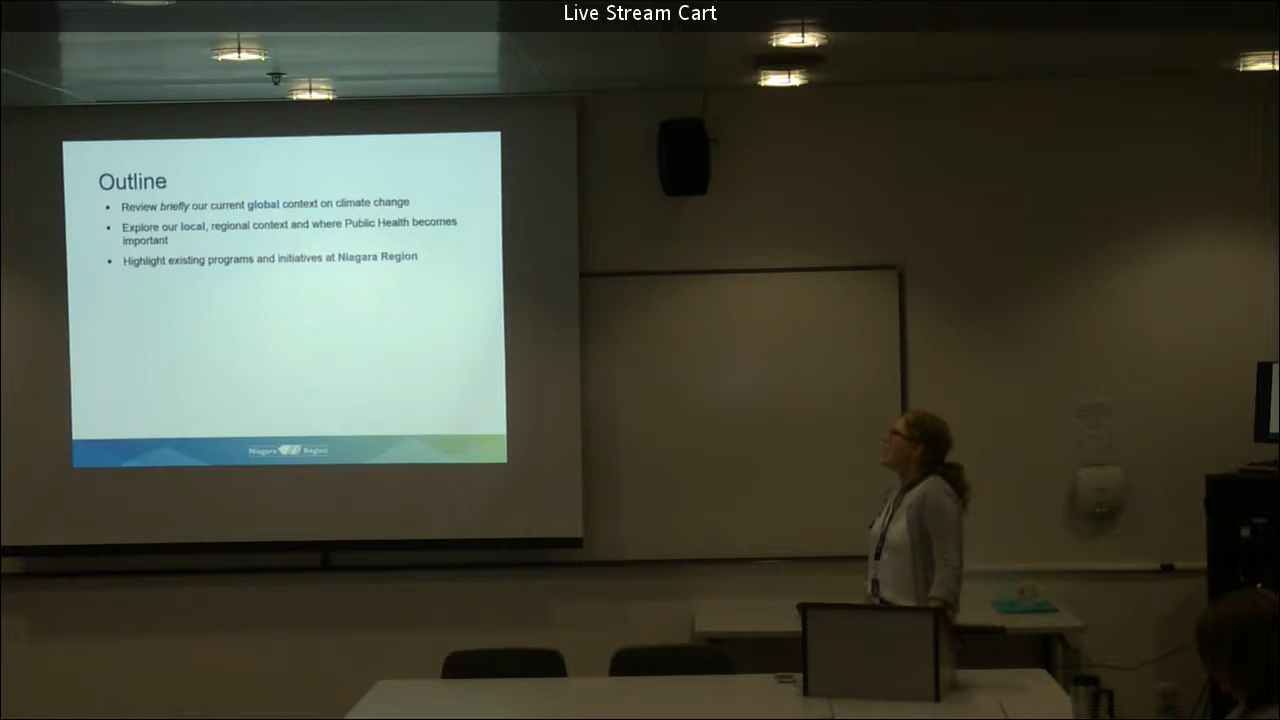 Live Stream Cart
Outline
• Review briefly our current global context on climate change
• Explore our local, regional context and where Public Health becomes
important
• Highlight existing programs and initiatives at Niagara Region
Niagara Region